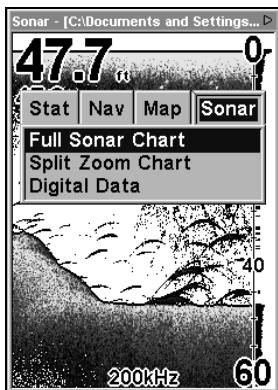 Sonar - [C:\Documents and Settings...
47.7 ft
0
Stat Nav Map Sonar
Full Sonar Chart
Split Zoom Chart
Digital Data
40
200kHz
60